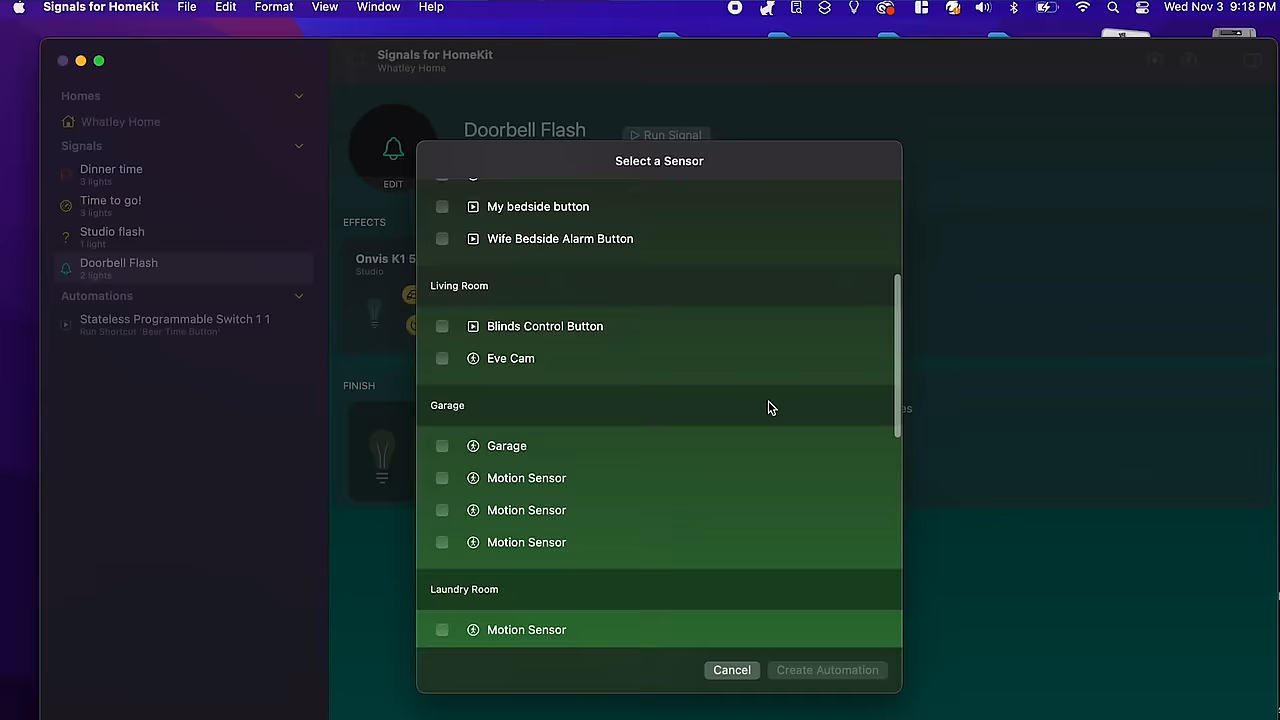 Signals for HomeKit File Edit Format View Window Help Wed Nov 3 9:18 PM
Signals for HomeKit
Whatley Home
Homes
Whatley Home
Signals
Dinner time
3 lights
Time to go!
3 lights
Studio flash
1 light
Doorbell Flash
2 lights
Automations
Stateless Programmable Switch 1 1
Run Shortcut 'Beer Time Button'
Doorbell Flash
Run Signal
EDIT
EFFECTS
Onvis K1 5
Studio
FINISH
Select a Sensor
My bedside button
Wife Bedside Alarm Button
Living Room
Blinds Control Button
Eve Cam
Garage
Garage
Motion Sensor
Motion Sensor
Motion Sensor
Laundry Room
Motion Sensor
Cancel
Create Automation